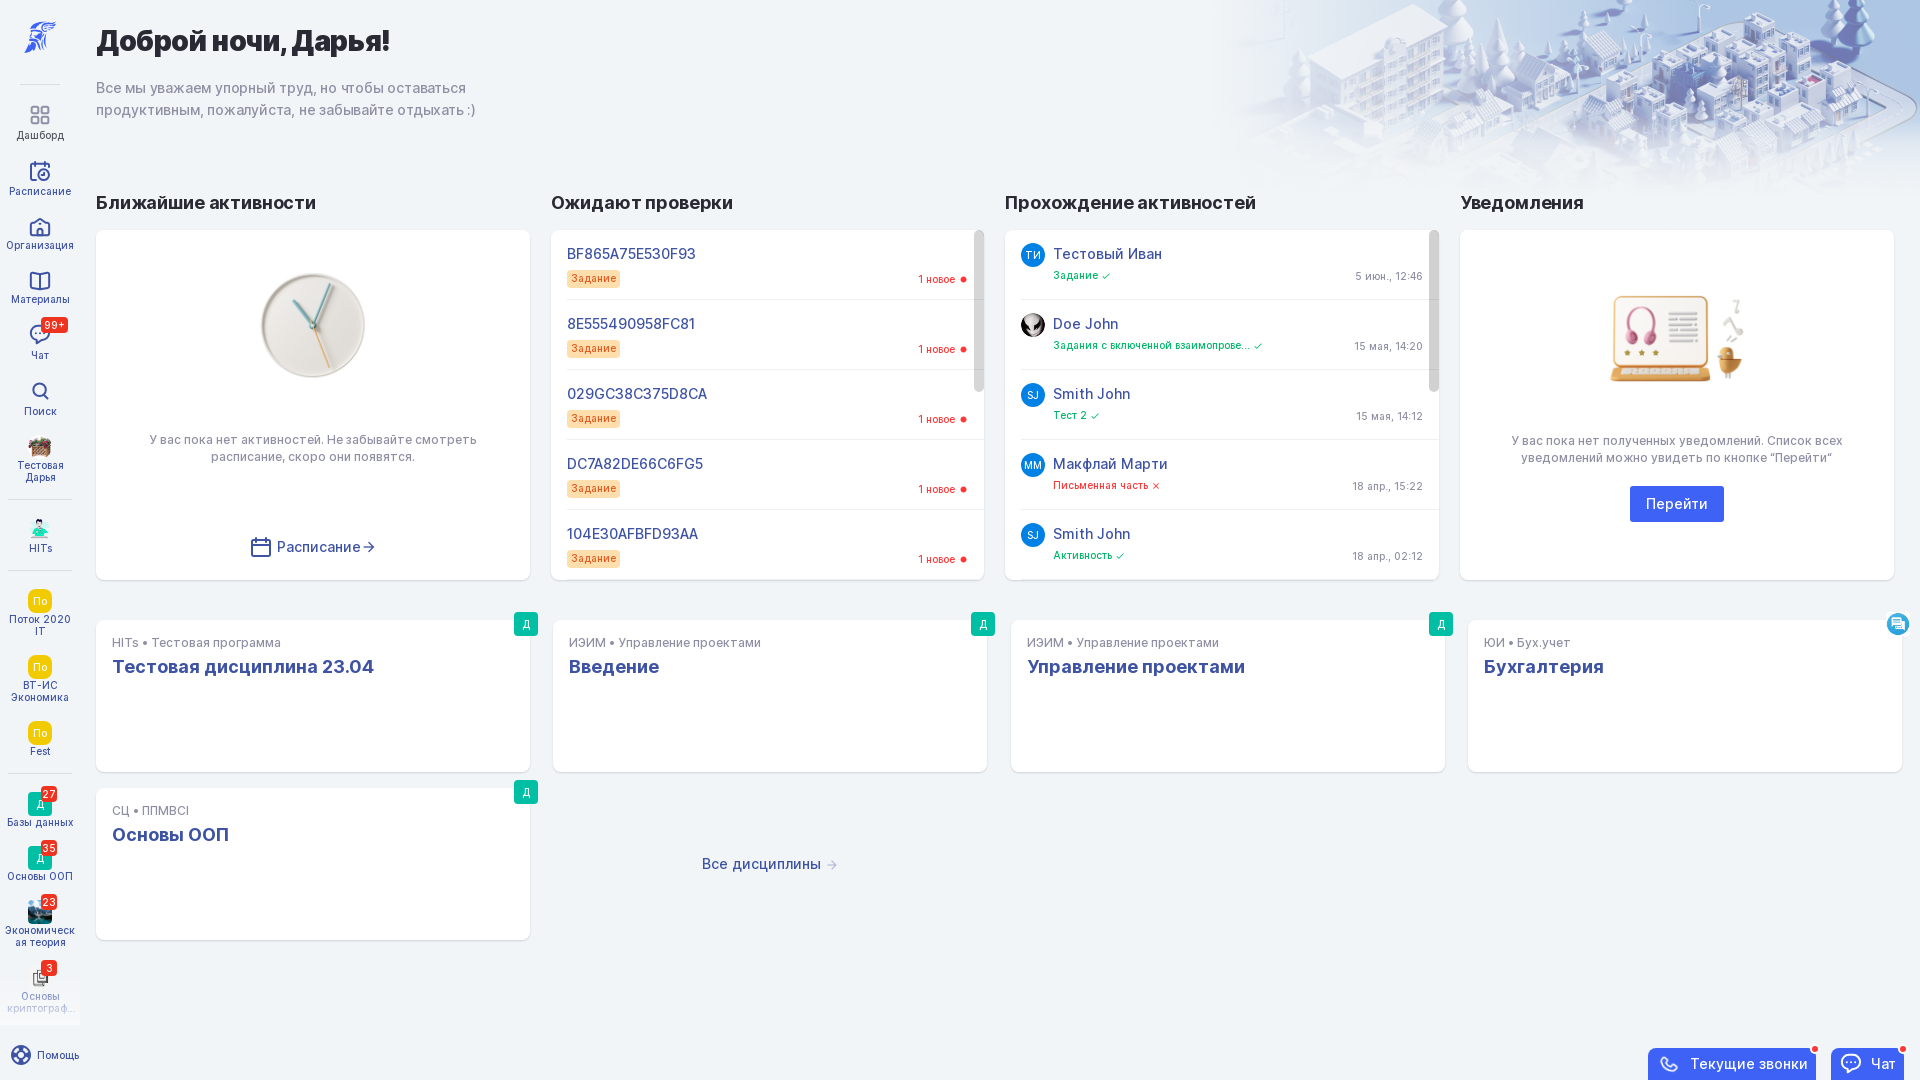 Доброй ночи, Дарья!
Все мы уважаем упорный труд, но чтобы оставаться
продуктивным, пожалуйста, не забывайте отдыхать :)
Дашборд
Расписание
Организация
Материалы
99+
Чат
Поиск
Тестовая
Дарья
HITs
По
Поток 2020
IT
По
ВТ-ИС
Экономика
По
Fest
27
Д
Базы данных
35
Д
Основы ООП
23
Экономическ
ая теория
3
Основы
криптограф...
Помощь
Ближайшие активности
У вас пока нет активностей. Не забывайте смотреть
расписание, скоро они появятся.
Расписание
Ожидают проверки
BF865A75E530F93
Задание
1 новое
8E555490958FC81
Задание
1 новое
029GC38C375D8CA
Задание
1 новое
DC7A82DE66C6FG5
Задание
1 новое
104E30AFBFD93AA
Задание
1 новое
Прохождение активностей
ТИ
Тестовый Иван
Задание
5 июн., 12:46
Doe John
Задания с включенной взаимопрове...
15 мая, 14:20
SJ
Smith John
Тест 2
15 мая, 14:12
ММ
Макфлай Марти
Письменная часть
18 апр., 15:22
SJ
Smith John
Активность
18 апр., 02:12
Уведомления
У вас пока нет полученных уведомлений. Список всех
уведомлений можно увидеть по кнопке “Перейти”
Перейти
Д
HITs • Тестовая программа
Тестовая дисциплина 23.04
Д
ИЭИМ • Управление проектами
Введение
Д
ИЭИМ • Управление проектами
Управление проектами
ЮИ • Бух.учет
Бухгалтерия
Д
СЦ • ППМВСІ
Основы ООП
Все дисциплины
Текущие звонки
Чат